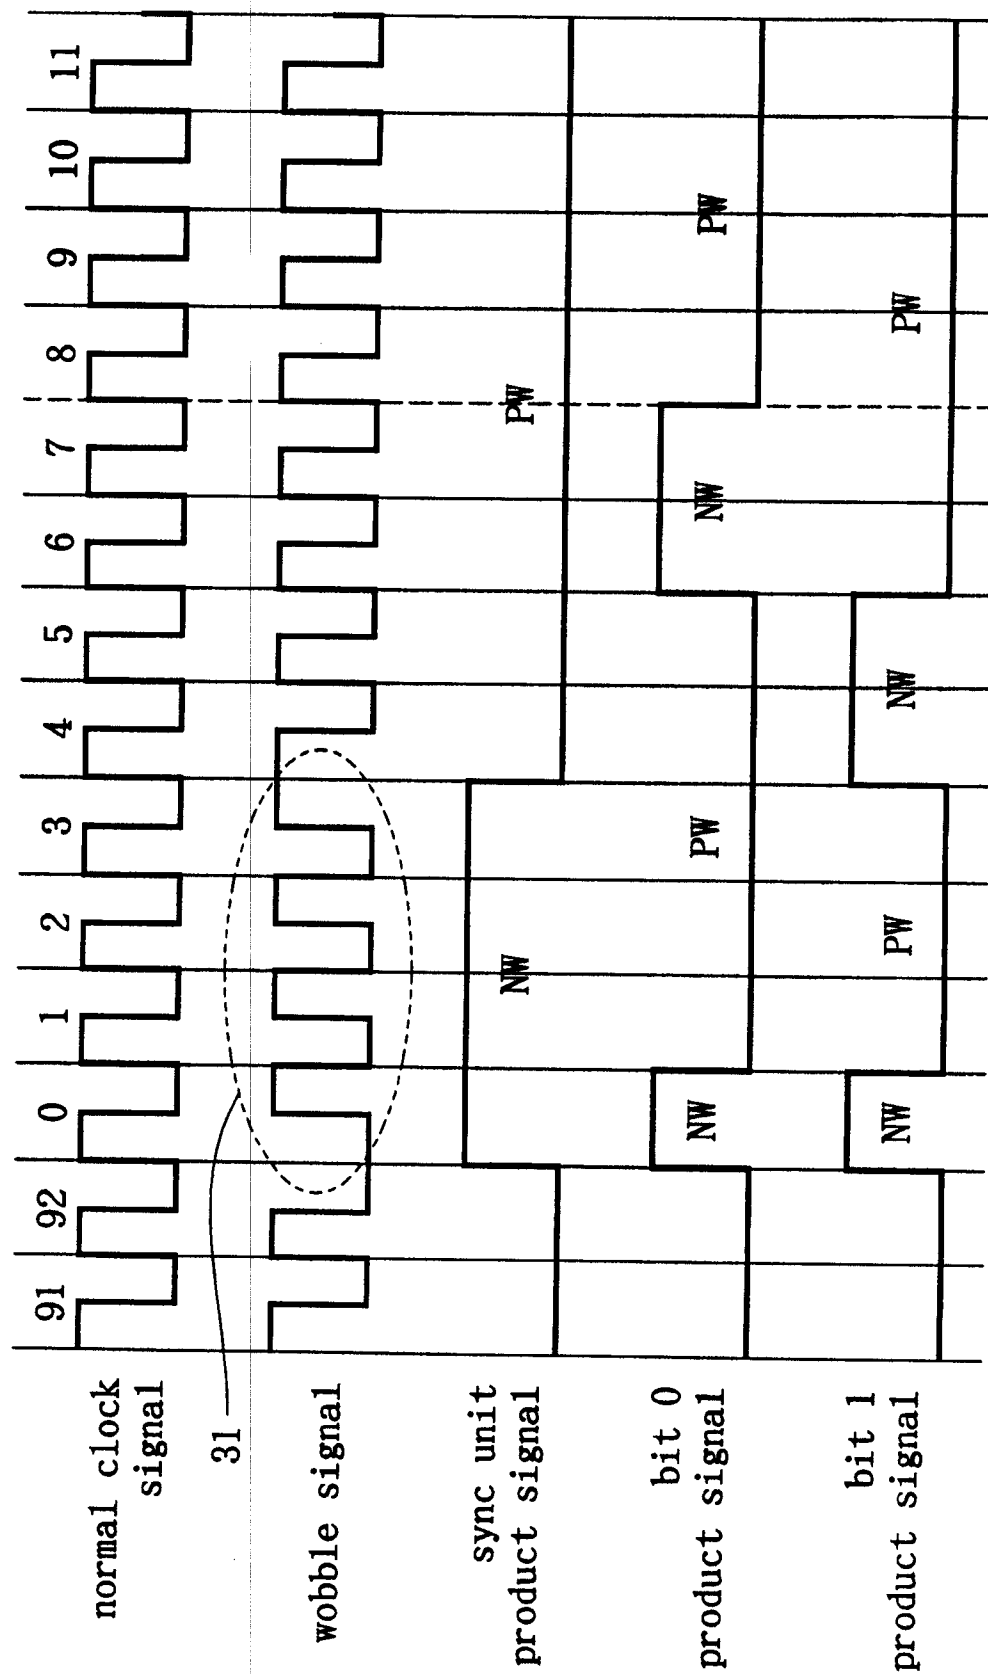 91 92 0 1 2 3 4 5 6 7 8 9 10 11
normal clock
signal
31
wobble signal
sync unit
product signal
NW PW
bit 0
product signal
NW PW NW PW
bit 1
product signal
NW PW NW PW